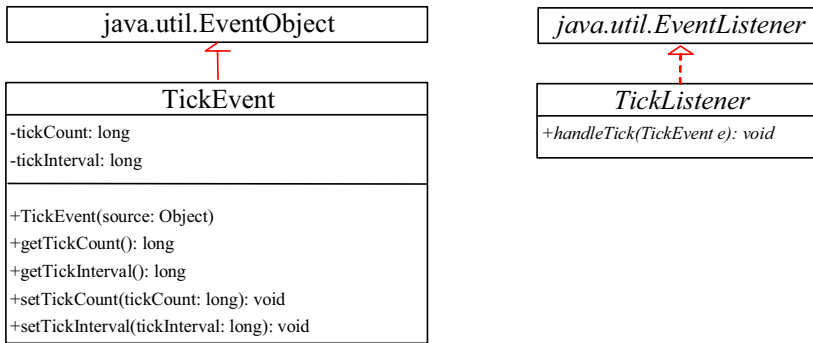 java.util.EventObject
TickEvent
-tickCount: long
-tickInterval: long
+TickEvent(source: Object)
+getTickCount(): long
+getTickInterval(): long
+setTickCount(tickCount: long): void
+setTickInterval(tickInterval: long): void
java.util.EventListener
TickListener
+handleTick(TickEvent e): void